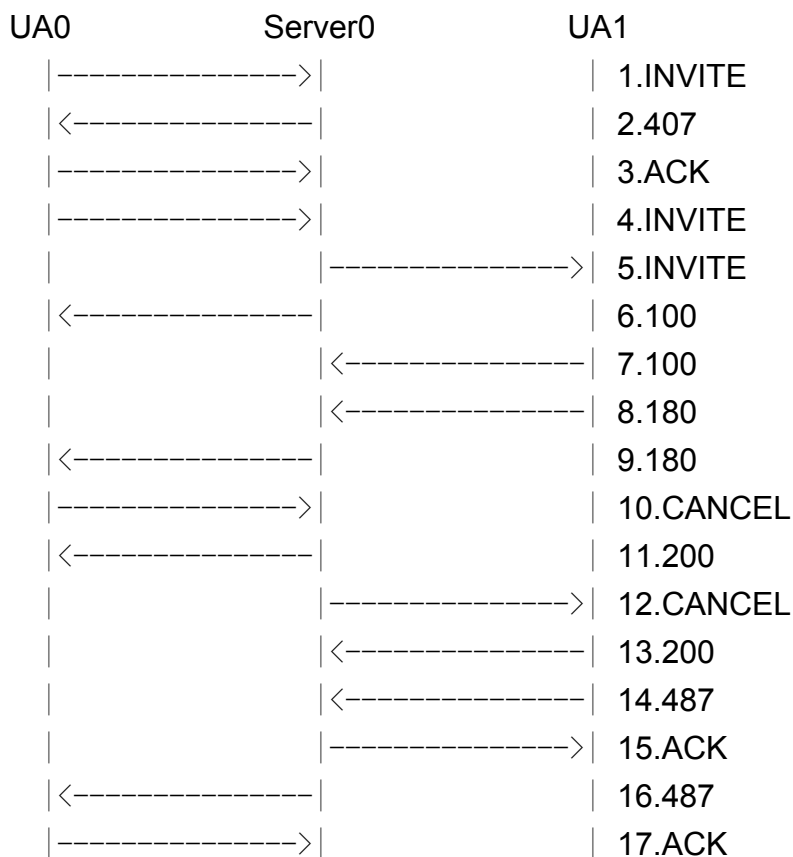 UA0 Server0 UA1
|--------------->| | 1.INVITE
|<---------------| | 2.407
|--------------->| | 3.ACK
|--------------->| | 4.INVITE
| |--------------->| 5.INVITE
|<---------------| | 6.100
| |<---------------| 7.100
| |<---------------| 8.180
|<---------------| | 9.180
|--------------->| | 10.CANCEL
|<---------------| | 11.200
| |--------------->| 12.CANCEL
| |<---------------| 13.200
| |<---------------| 14.487
| |--------------->| 15.ACK
|<---------------| | 16.487
|--------------->| | 17.ACK